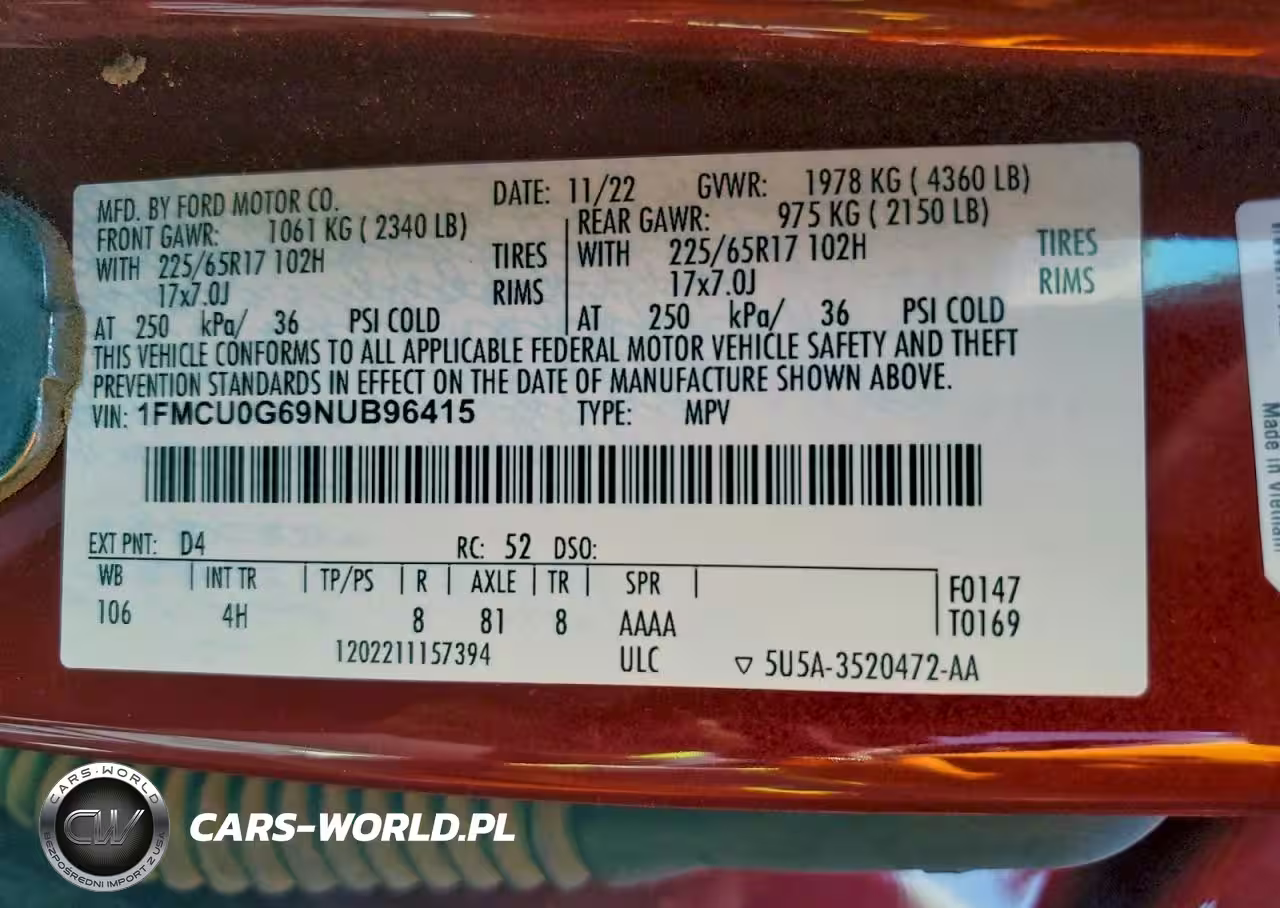 MFD. BY FORD MOTOR CO. DATE: 11/22 GVWR: 1978 KG ( 4360 LB)
FRONT GAWR: 1061 KG ( 2340 LB) REAR GAWR: 975 KG ( 2150 LB)
WITH 225/65R17 102H TIRES WITH 225/65R17 102H TIRES
17x7.0J RIMS 17x7.0J RIMS
AT 250 kPa/ 36 PSI COLD AT 250 kPa/ 36 PSI COLD
THIS VEHICLE CONFORMS TO ALL APPLICABLE FEDERAL MOTOR VEHICLE SAFETY AND THEFT
PREVENTION STANDARDS IN EFFECT ON THE DATE OF MANUFACTURE SHOWN ABOVE.
VIN: 1FMCU0G69NUB96415 TYPE: MPV
EXT PNT: D4 RC: 52 DSO:
WB INT TR TP/PS R AXLE TR SPR F0147
106 4H 8 81 8 AAAA T0169
1202211157394 ULC ▽ 5U5A-3520472-AA
Made in Vietnam
CARS-WORLD
CW
BEZPOŚREDNI IMPORT Z USA
CARS-WORLD.PL